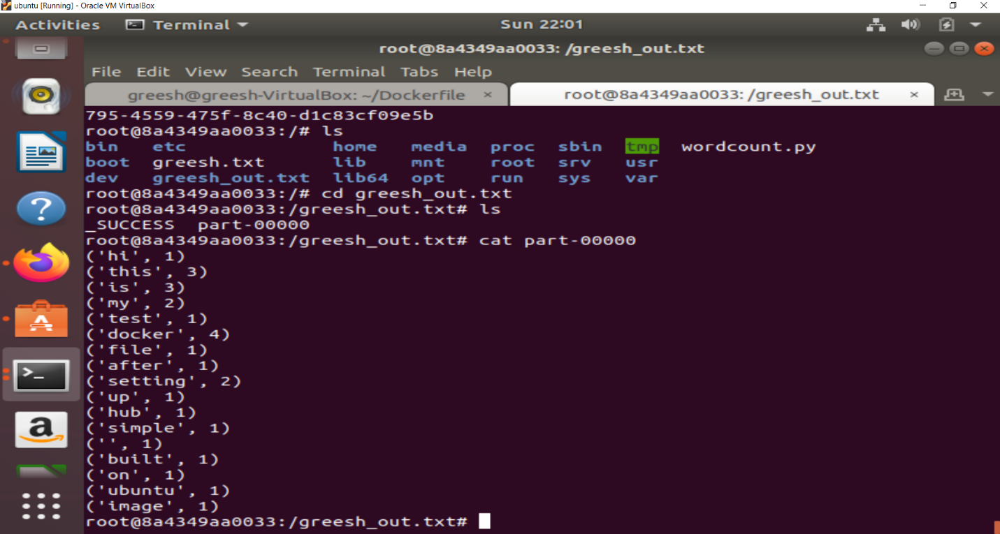 ubuntu [Running] - Oracle VM VirtualBox
Activities Terminal Sun 22:01
root@8a4349aa0033: /greesh_out.txt
File Edit View Search Terminal Tabs Help
greesh@greesh-VirtualBox: ~/Dockerfile × root@8a4349aa0033: /greesh_out.txt ×
795-4559-475f-8c40-d1c83cf09e5b
root@8a4349aa0033:/# ls
bin etc home media proc sbin tmp wordcount.py
boot greesh.txt lib mnt root srv usr
dev greesh_out.txt lib64 opt run sys var
root@8a4349aa0033:/# cd greesh_out.txt
root@8a4349aa0033:/greesh_out.txt# ls
_SUCCESS part-00000
root@8a4349aa0033:/greesh_out.txt# cat part-00000
('hi', 1)
('this', 3)
('is', 3)
('my', 2)
('test', 1)
('docker', 4)
('file', 1)
('after', 1)
('setting', 2)
('up', 1)
('hub', 1)
('simple', 1)
('', 1)
('built', 1)
('on', 1)
('ubuntu', 1)
('image', 1)
root@8a4349aa0033:/greesh_out.txt#